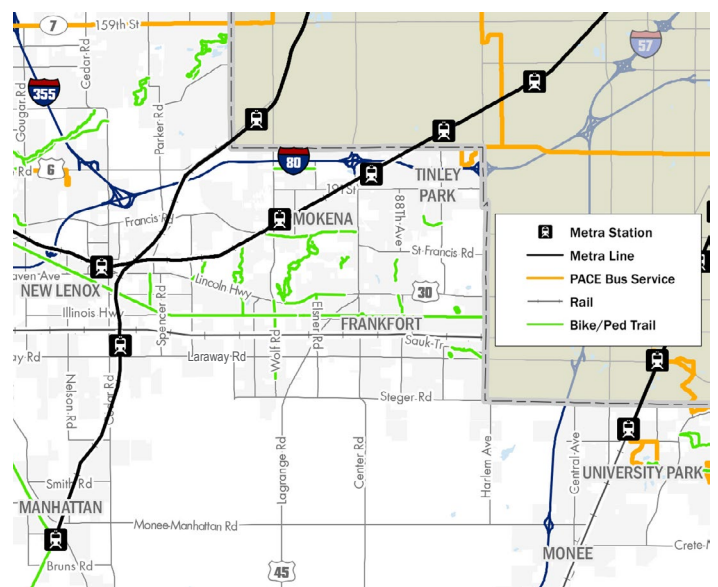 7
159th St
57
Cedar Rd
355
Gougar Rd
Parker Rd
6
Rd
80
TINLEY
PARK
191st St
88Th Ave
Francis Rd
MOKENA
St Francis Rd
Metra Station
Metra Line
PACE Bus Service
Rail
Bike/Ped Trail
aven Ave
NEW LENOX
Lincoln Hwy
30
Illinois Hwy
Spencer Rd
Elsner Rd
FRANKFORT
Wolf Rd
Sauk-Tr
ay Rd
Laraway Rd
Nelson Rd
Cedar Rd
Steger Rd
Lagrange Rd
Center Rd
Harlem Ave
Central Ave
UNIVERSITY PARK
Smith Rd
MANHATTAN
Monee-Manhattan Rd
Crete-M
MONEE
Bruns Rd
45